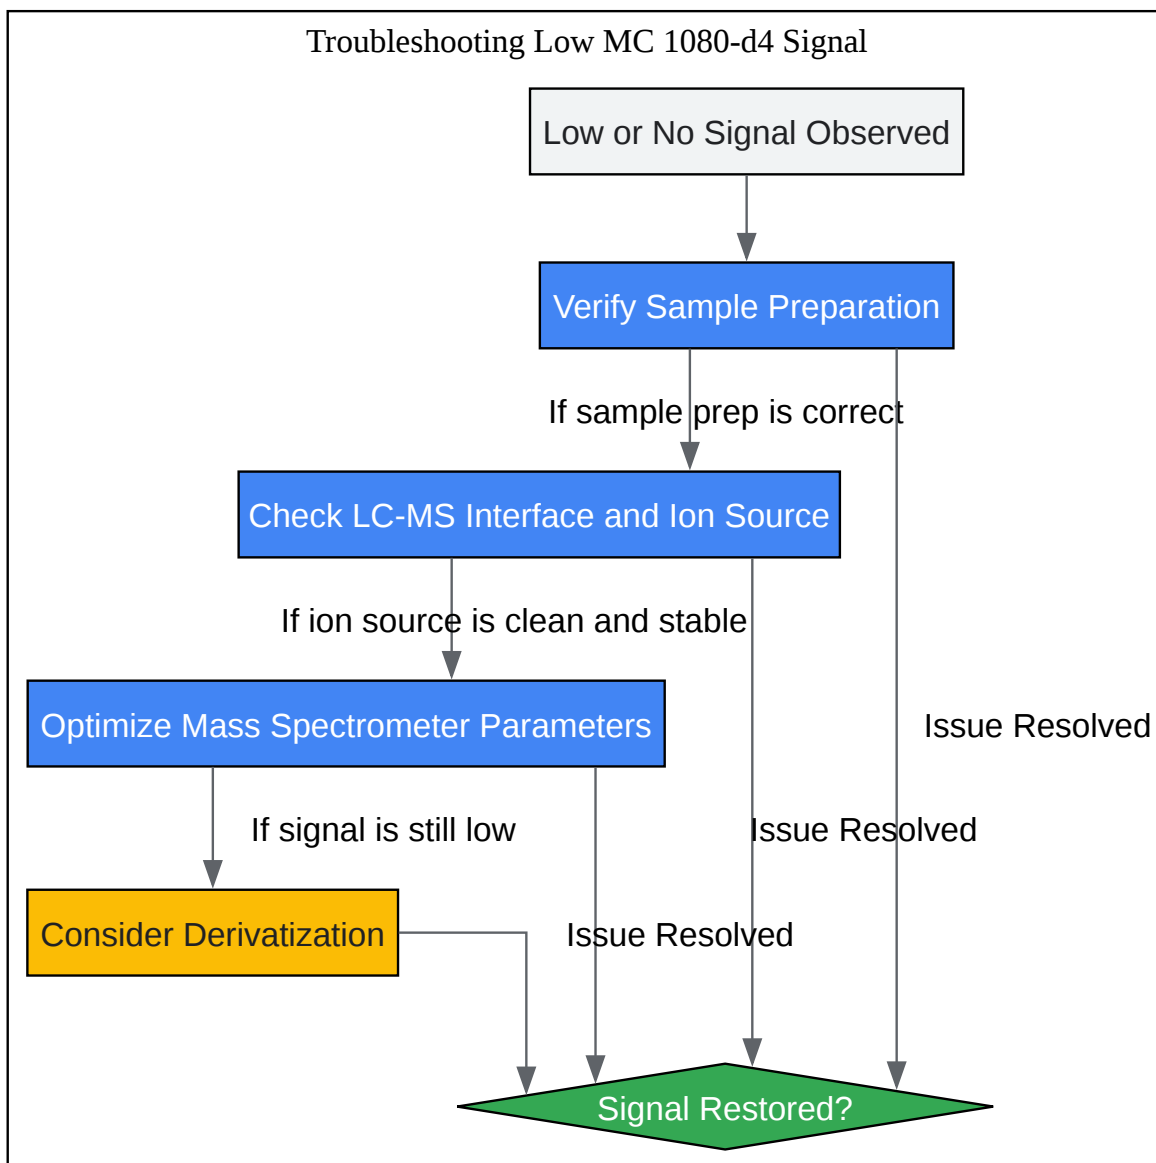 Troubleshooting Low MC 1080-d4 Signal
Low or No Signal Observed
Verify Sample Preparation
If sample prep is correct
Check LC-MS Interface and Ion Source
If ion source is clean and stable
Optimize Mass Spectrometer Parameters
Issue Resolved
If signal is still low
Issue Resolved
Consider Derivatization
Issue Resolved
Signal Restored?